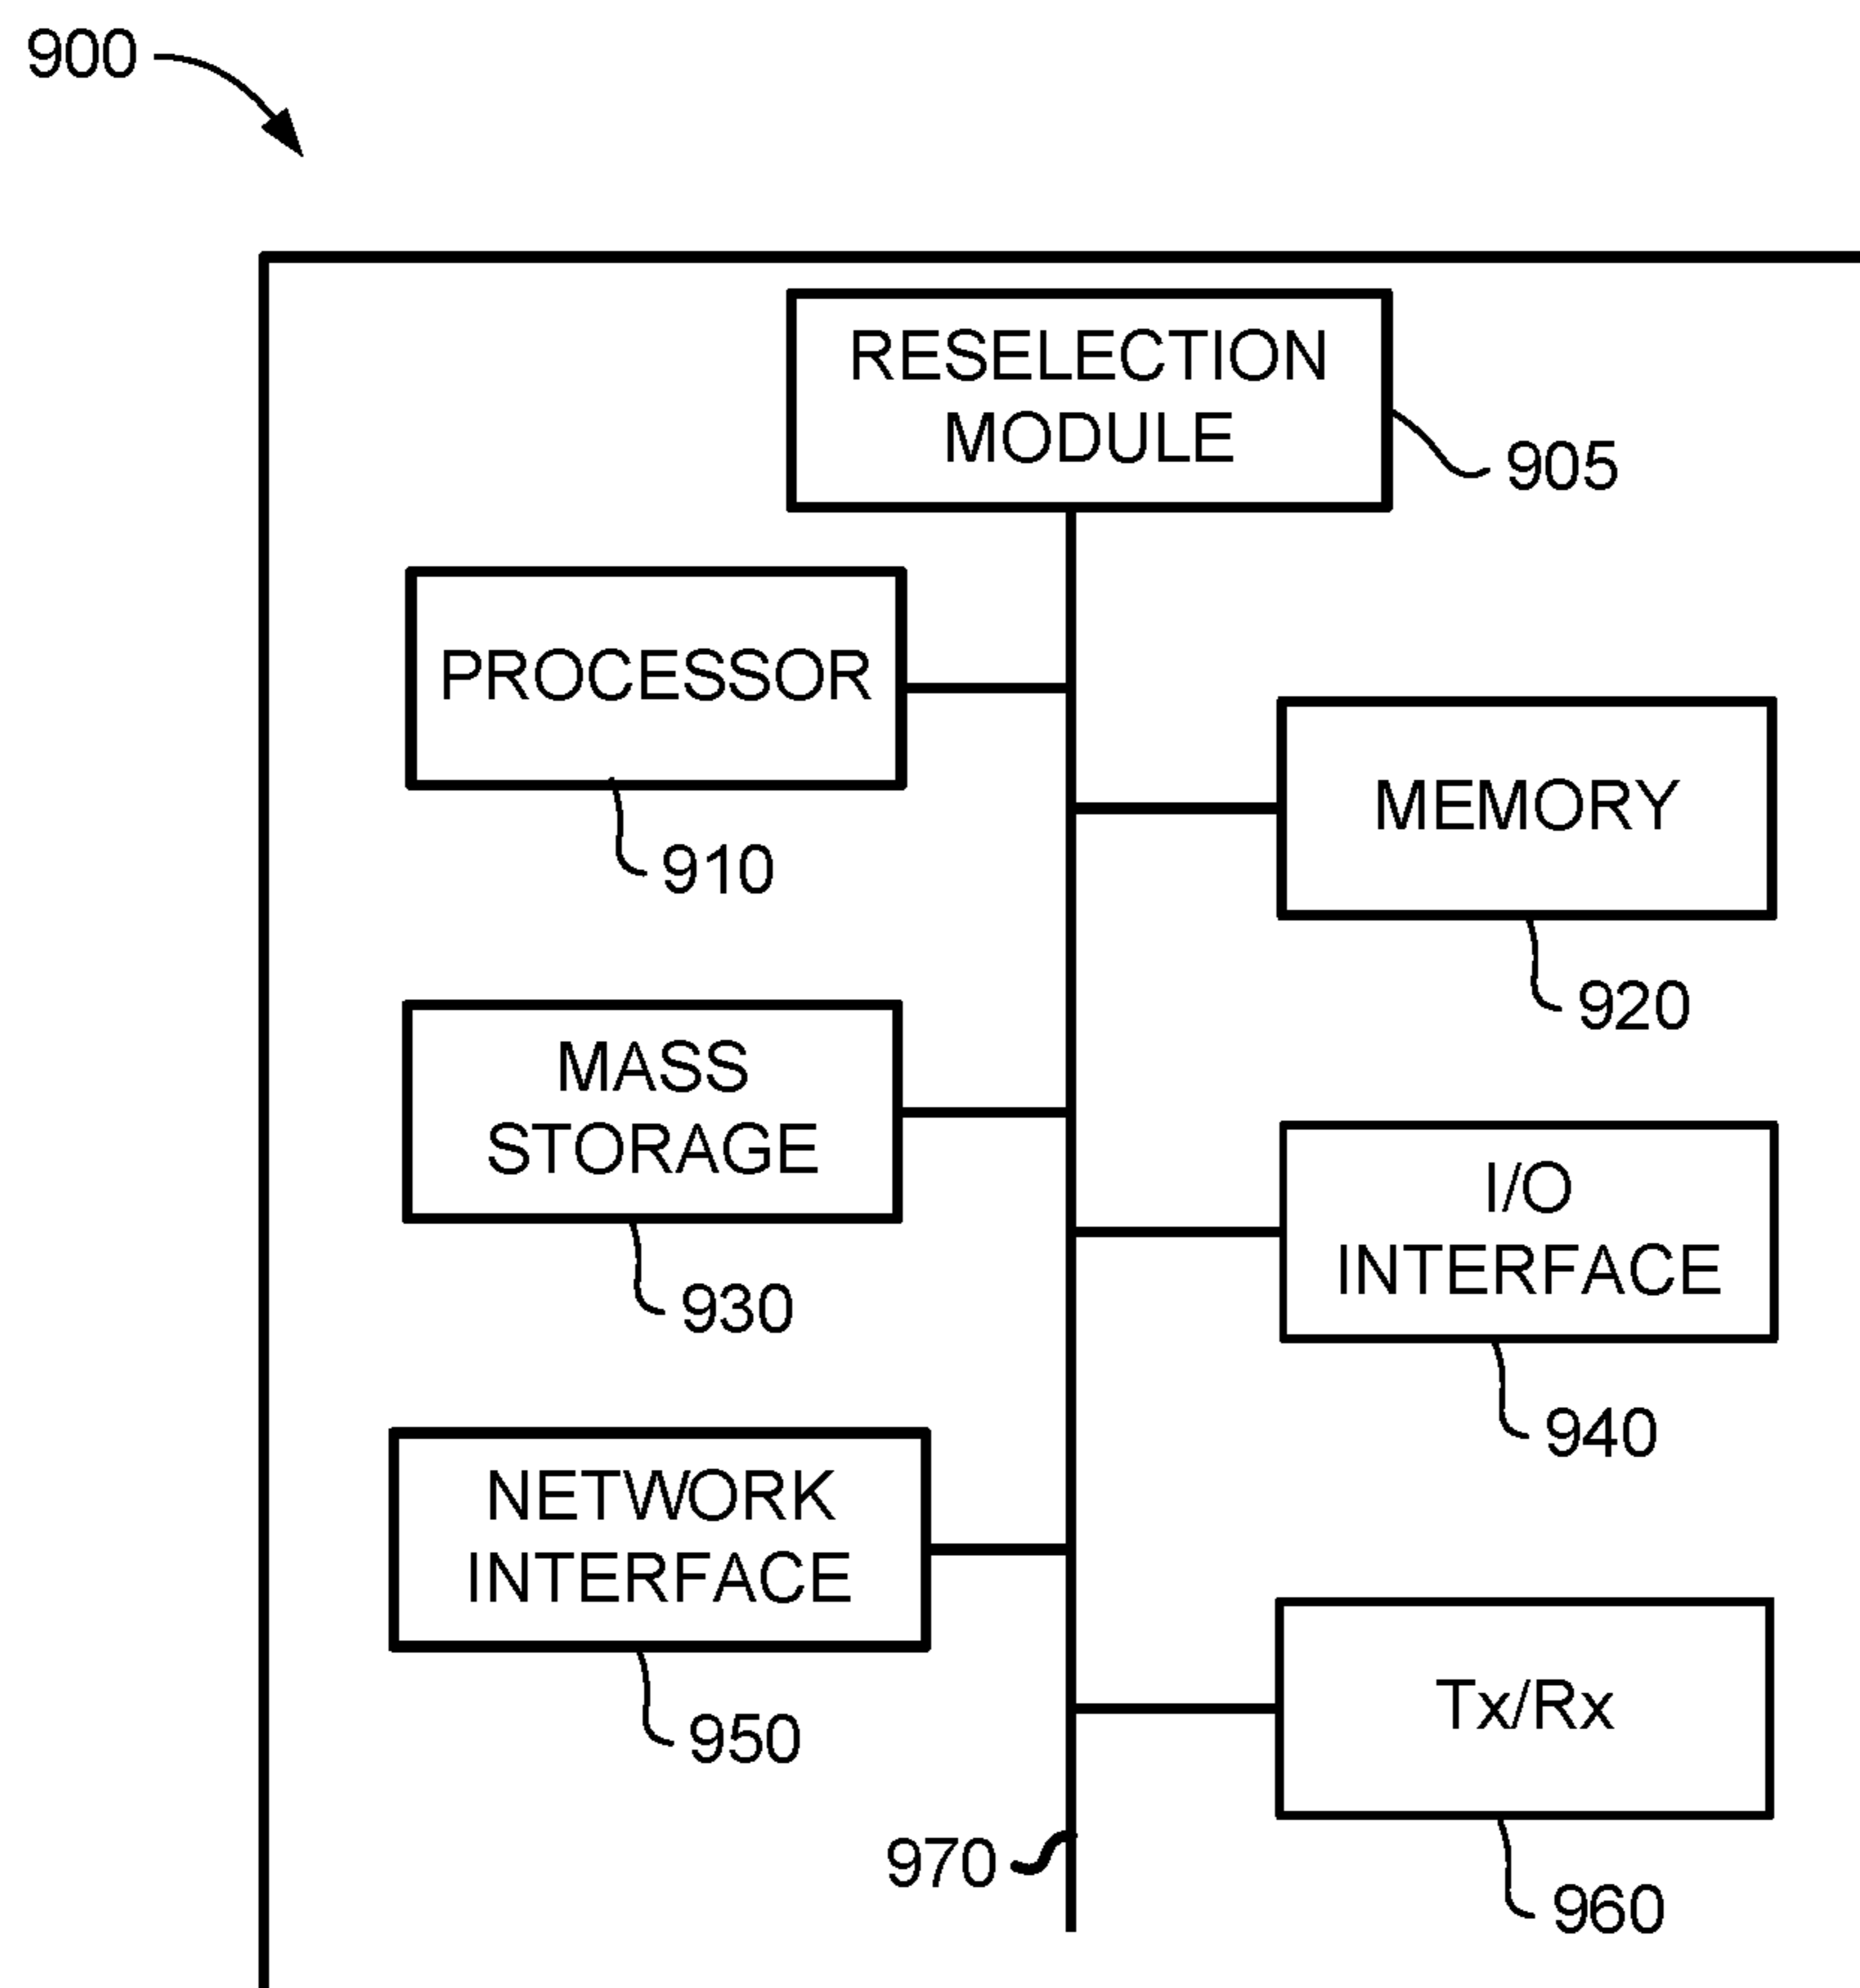 900
RESELECTION
MODULE
905
PROCESSOR
910
MEMORY
920
MASS
STORAGE
930
I/O
INTERFACE
940
NETWORK
INTERFACE
950
Tx/Rx
960
970